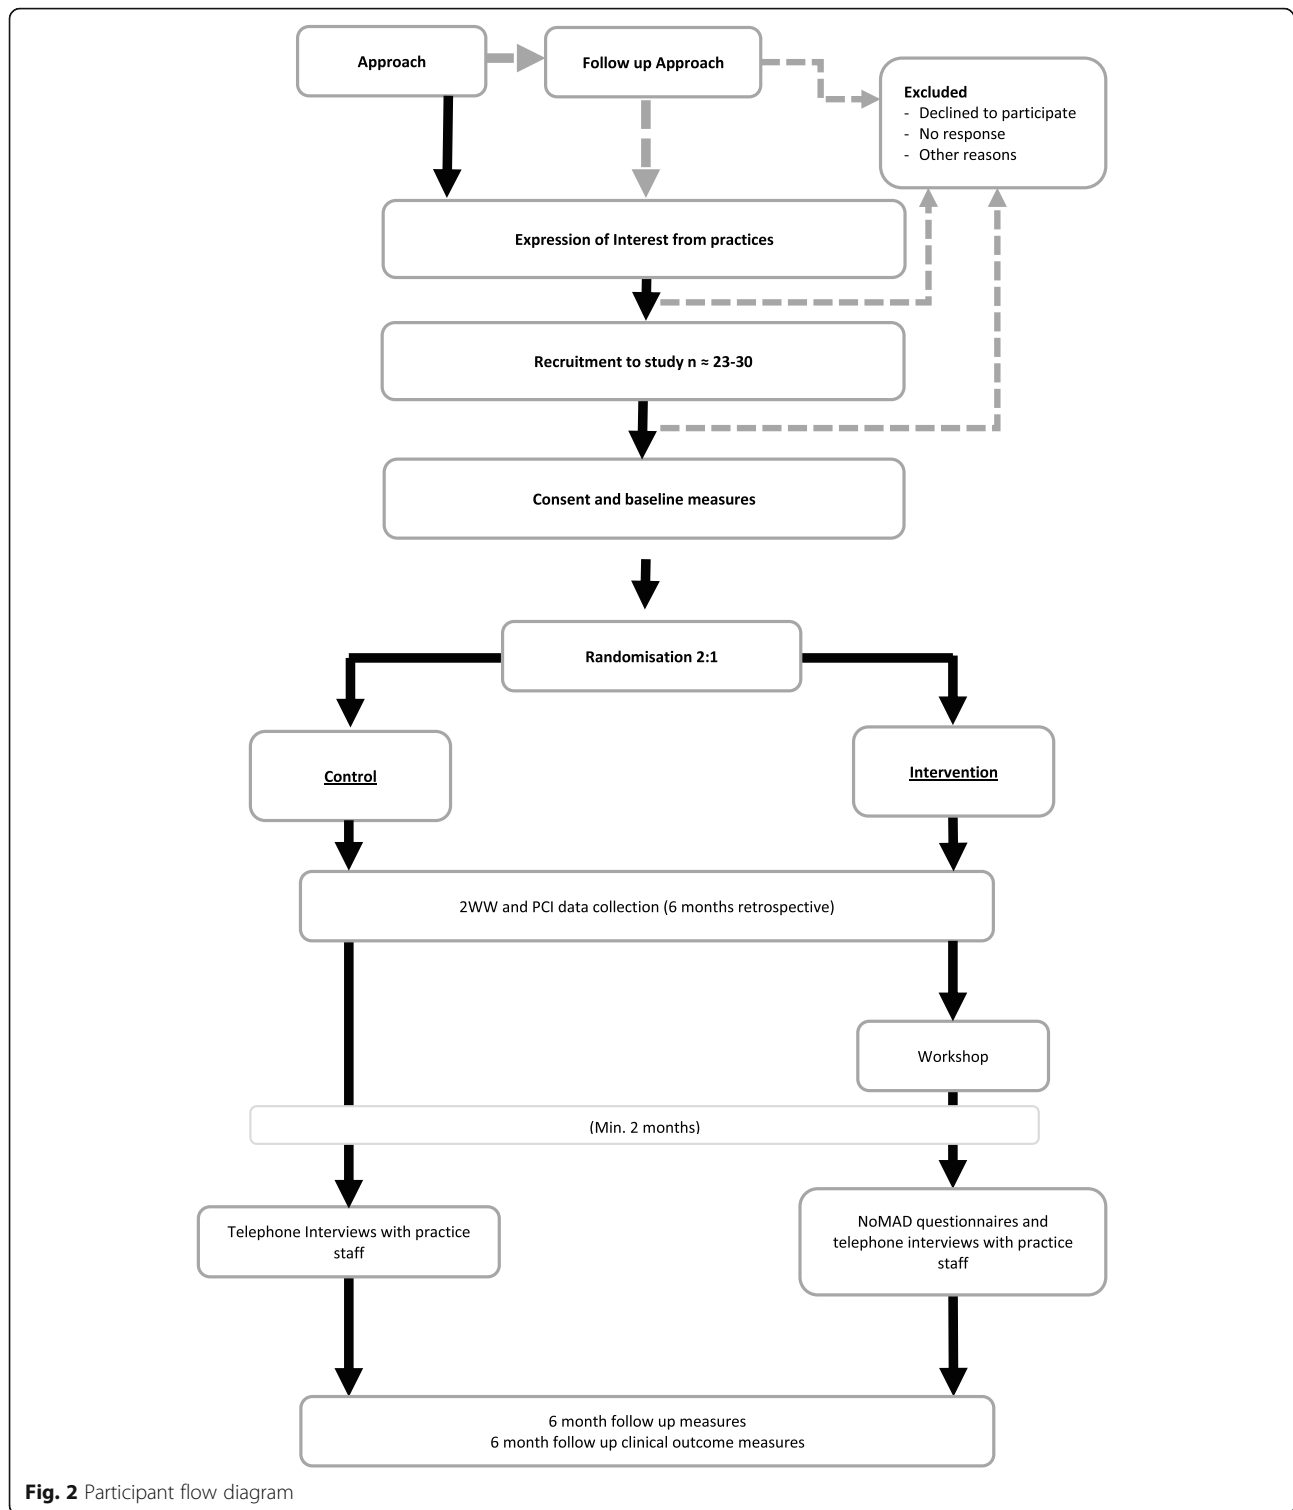 Approach
Follow up Approach
Excluded
- Declined to participate
- No response
- Other reasons
Expression of Interest from practices
Recruitment to study n ≈ 23-30
Consent and baseline measures
Randomisation 2:1
Control
Intervention
2WW and PCI data collection (6 months retrospective)
Workshop
(Min. 2 months)
Telephone Interviews with practice
staff
NoMAD questionnaires and
telephone interviews with practice
staff
6 month follow up measures
6 month follow up clinical outcome measures
Fig. 2 Participant flow diagram